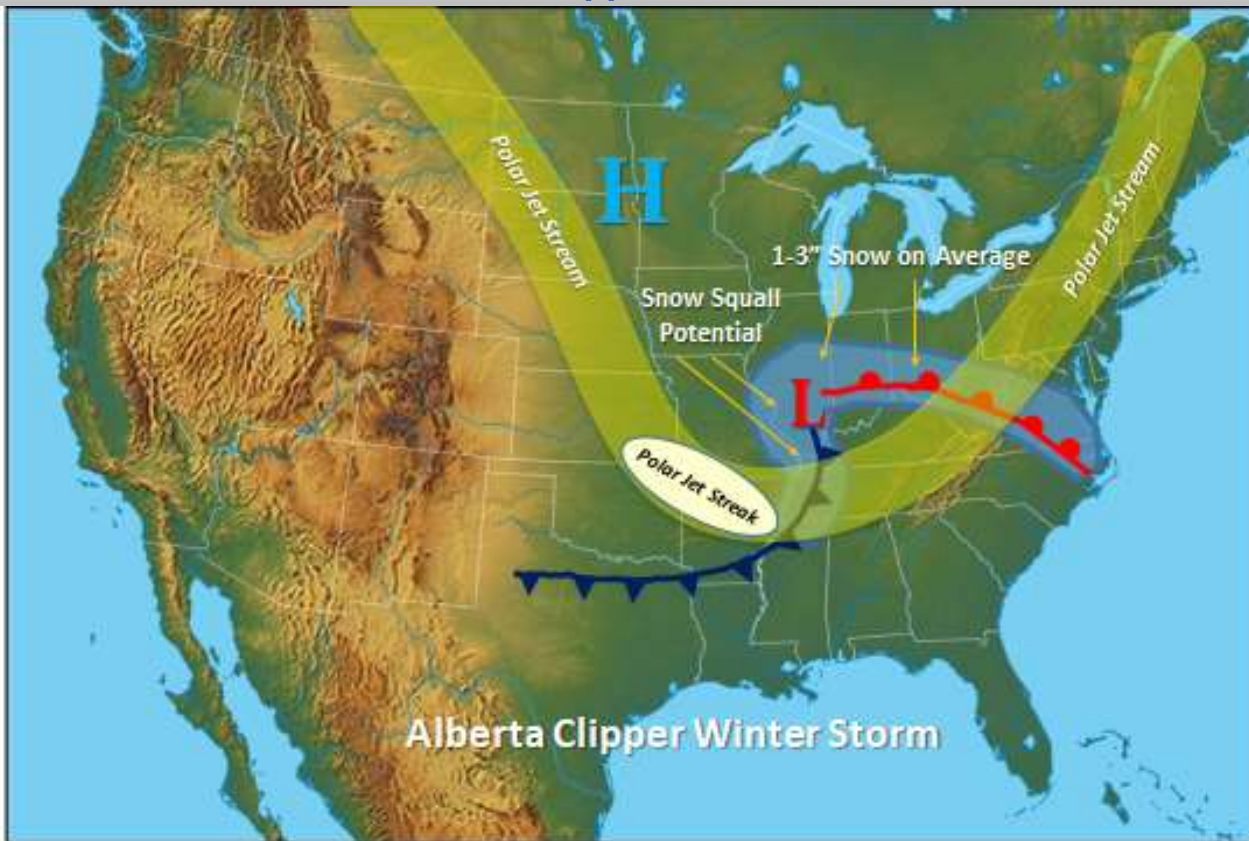 Polar Jet Stream
H
Polar Jet Stream
1-3" Snow on Average
Snow Squall
Potential
L
Polar Jet Streak
Alberta Clipper Winter Storm